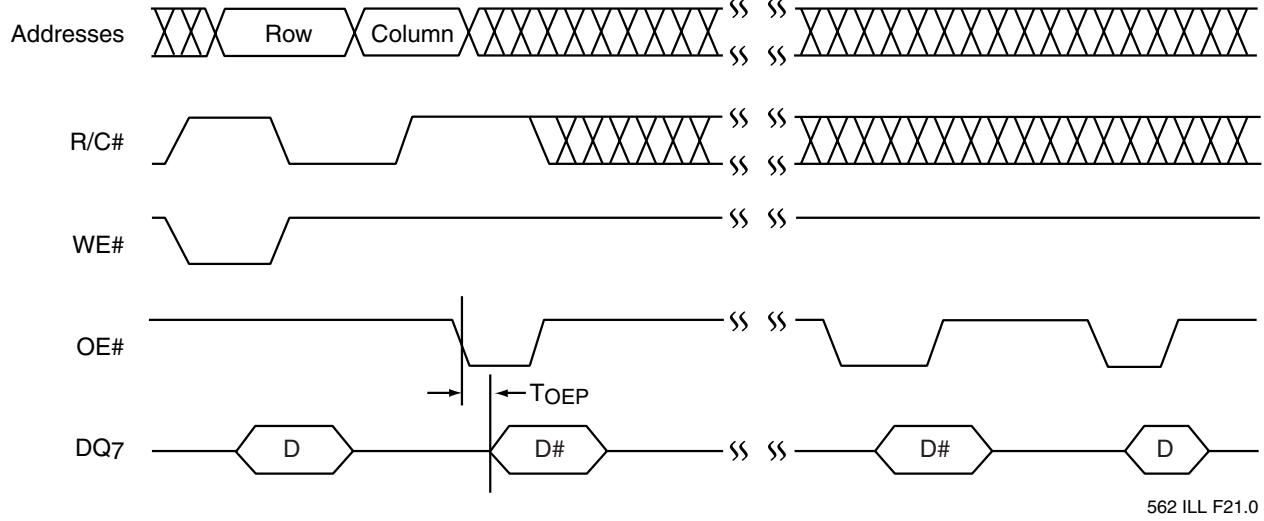 Addresses
Row
Column
R/C#
WE#
OE#
TOEP
DQ7
D
D#
D#
D
562 ILL F21.0